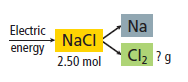 Electric
energy
NaCl
2.50 mol
Na
Cl₂ ? g